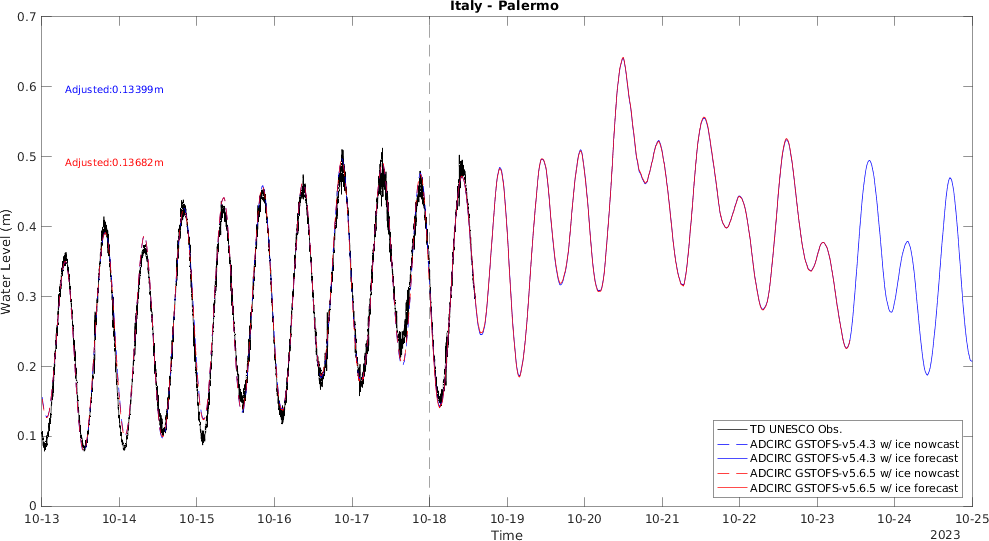 Italy - Palermo
0.7
0.6
0.5
0.4
0.3
0.2
0.1
0
Water Level (m)
Adjusted:0.13399m
Adjusted:0.13682m
TD UNESCO Obs.
ADCIRC GSTOFS-v5.4.3 w/ ice nowcast
ADCIRC GSTOFS-v5.4.3 w/ ice forecast
ADCIRC GSTOFS-v5.6.5 w/ ice nowcast
ADCIRC GSTOFS-v5.6.5 w/ ice forecast
10-13 10-14 10-15 10-16 10-17 10-18 10-19 10-20 10-21 10-22 10-23 10-24 10-25
Time
2023